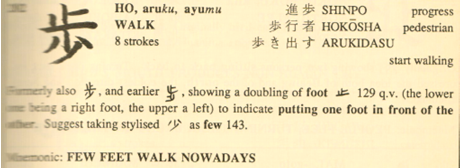 歩
HO, aruku, ayumu
WALK
8 strokes
進歩 SHINPO progress
歩行者 HOKŌSHA pedestrian
歩き出す ARUKIDASU
start walking
also 步, and earlier , showing a doubling of foot 止 129 q.v. (the lower
being a right foot, the upper a left) to indicate putting one foot in front of the
other. Suggest taking stylised 少 as few 143.
Mnemonic: FEW FEET WALK NOWADAYS